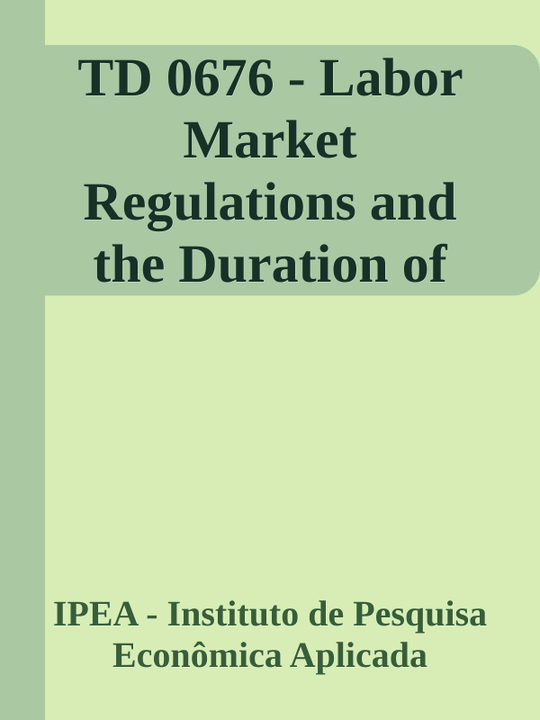 TD 0676 - Labor
Market
Regulations and
the Duration of
IPEA - Instituto de Pesquisa
Econômica Aplicada